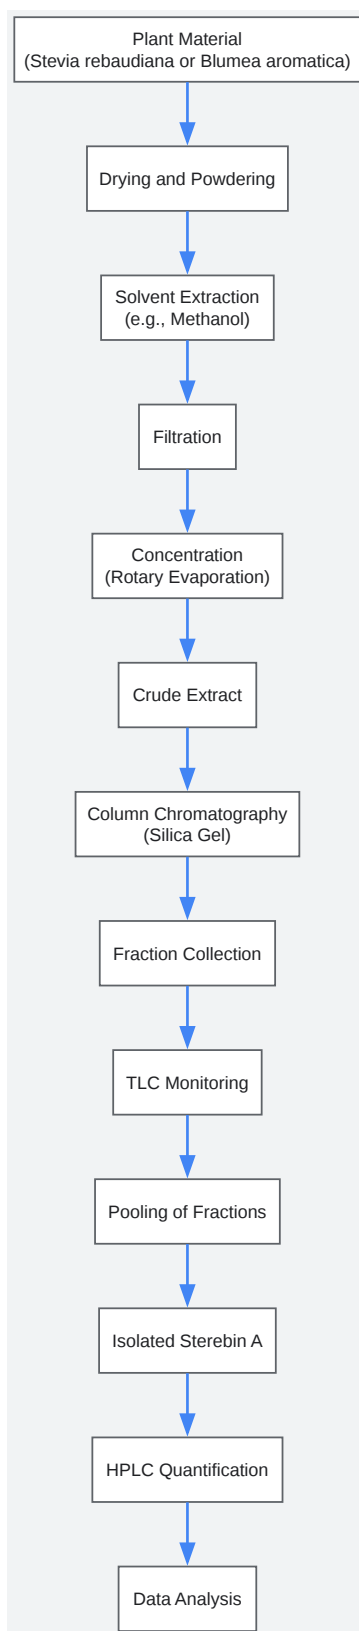 Plant Material
(Stevia rebaudiana or Blumea aromatica)
Drying and Powdering
Solvent Extraction
(e.g., Methanol)
Filtration
Concentration
(Rotary Evaporation)
Crude Extract
Column Chromatography
(Silica Gel)
Fraction Collection
TLC Monitoring
Pooling of Fractions
Isolated Sterebin A
HPLC Quantification
Data Analysis